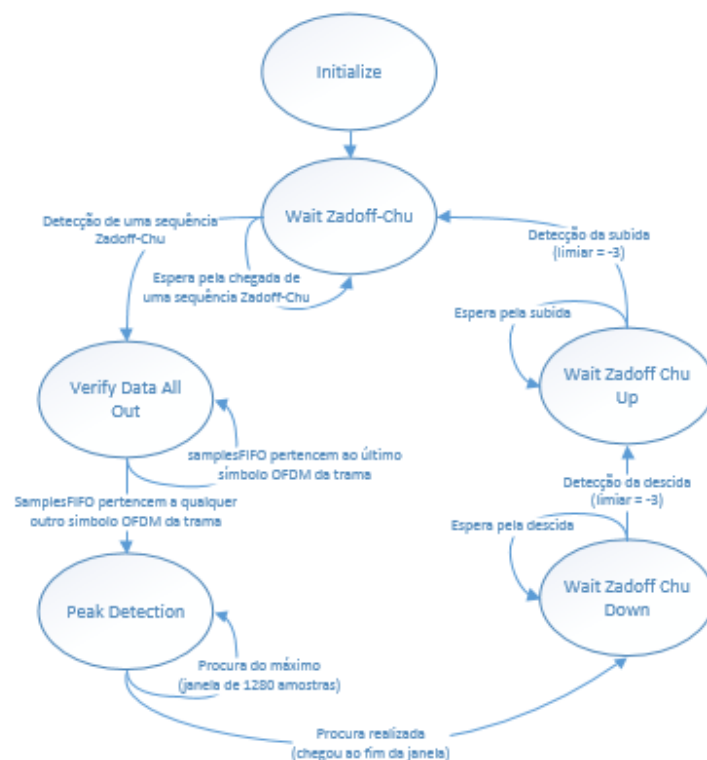 Initialize
Wait Zadoff-Chu
Detecção de uma sequência
Zadoff-Chu
Espera pela chegada de
uma sequência Zadoff-Chu
Detecção da subida
(limiar = -3)
Espera pela subida
Wait Zadoff Chu
Up
Verify Data All
Out
samplesFIFO pertencem ao último
símbolo OFDM da trama
SamplesFIFO pertencem a qualquer
outro símbolo OFDM da trama
Detecção da descida
(limiar = -3)
Espera pela descida
Wait Zadoff Chu
Down
Peak Detection
Procura do máximo
(janela de 1280 amostras)
Procura realizada
(chegou ao fim da janela)